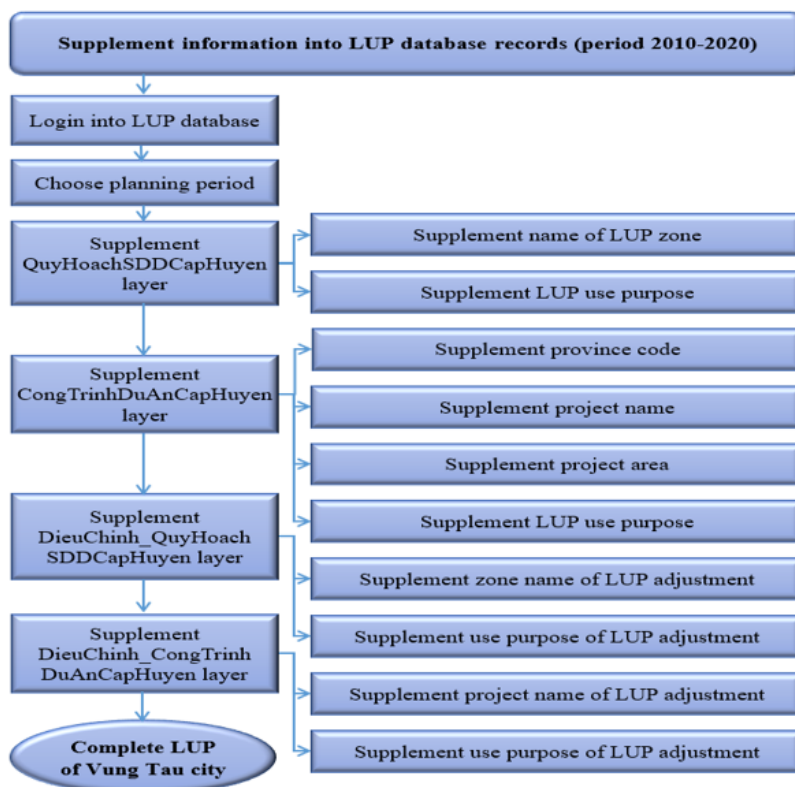 Supplement information into LUP database records (period 2010-2020)
Login into LUP database
Choose planning period
Supplement
QuyHoachSDDCapHuyen
layer
Supplement name of LUP zone
Supplement LUP use purpose
Supplement
CongTrinhDuAnCapHuyen
layer
Supplement province code
Supplement project name
Supplement project area
Supplement LUP use purpose
Supplement
DieuChinh_QuyHoach
SDDCapHuyen layer
Supplement zone name of LUP adjustment
Supplement use purpose of LUP adjustment
Supplement
DieuChinh_CongTrinh
DuAnCapHuyen layer
Supplement project name of LUP adjustment
Supplement use purpose of LUP adjustment
Complete LUP
of Vung Tau city